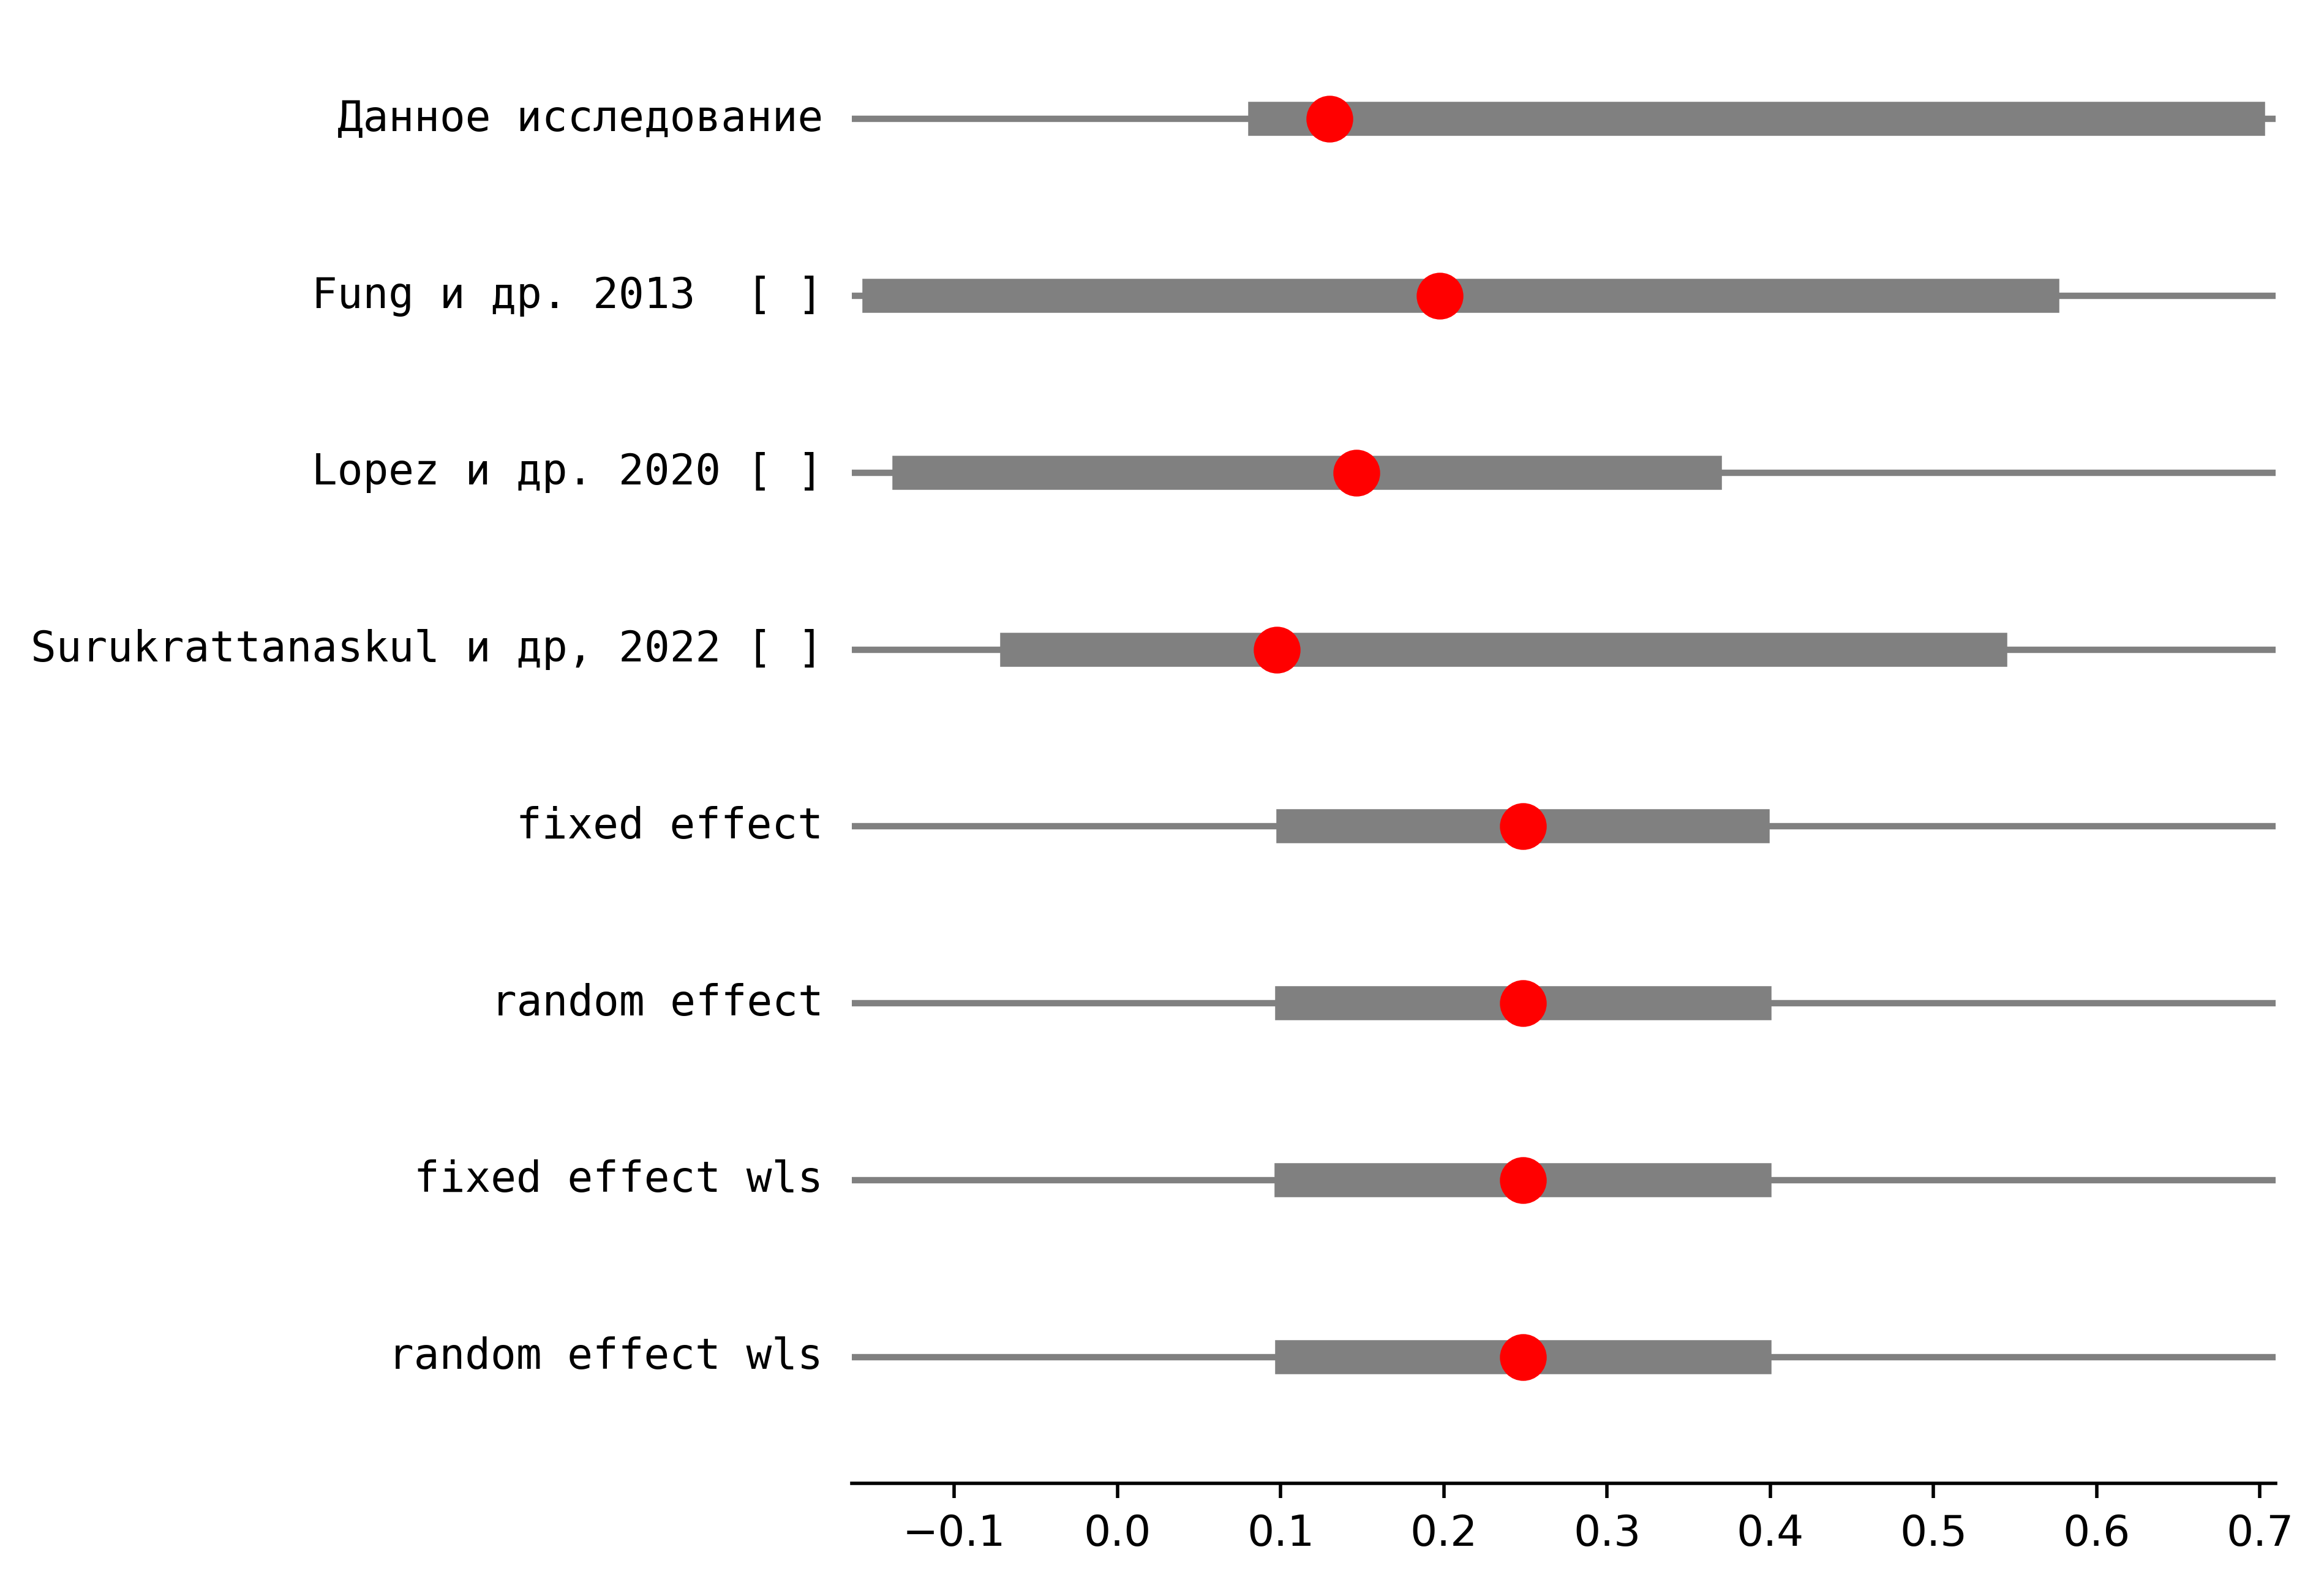 Данное исследование
Fung и др. 2013  [ ]
Lopez и др. 2020 [ ]
Surukrattanaskul и др, 2022 [ ]
fixed effect
random effect
fixed effect wls
random effect wls
−0.1 0.0 0.1 0.2 0.3 0.4 0.5 0.6 0.7